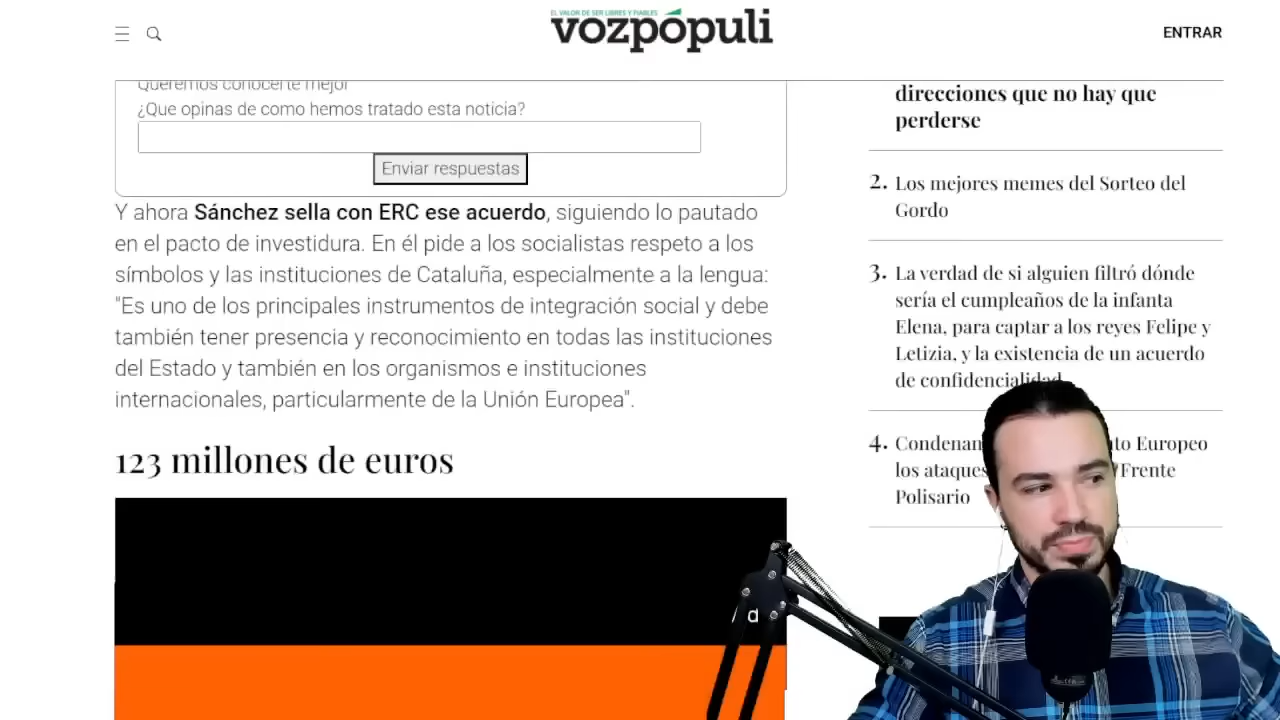 EL VALOR DE SER LIBRES Y FIABLES
vozpópuli
ENTRAR
Queremos conocerte mejor
¿Que opinas de como hemos tratado esta noticia?
Enviar respuestas
Y ahora Sánchez sella con ERC ese acuerdo, siguiendo lo pautado
en el pacto de investidura. En él pide a los socialistas respeto a los
símbolos y las instituciones de Cataluña, especialmente a la lengua:
"Es uno de los principales instrumentos de integración social y debe
también tener presencia y reconocimiento en todas las instituciones
del Estado y también en los organismos e instituciones
internacionales, particularmente de la Unión Europea".
123 millones de euros
d
direcciones que no hay que
perderse
2. Los mejores memes del Sorteo del
Gordo
3. La verdad de si alguien filtró dónde
sería el cumpleaños de la infanta
Elena, para captar a los reyes Felipe y
Letizia, y la existencia de un acuerdo
de confidencialidad
4. Condenan to Europeo
los ataques Frente
Polisario